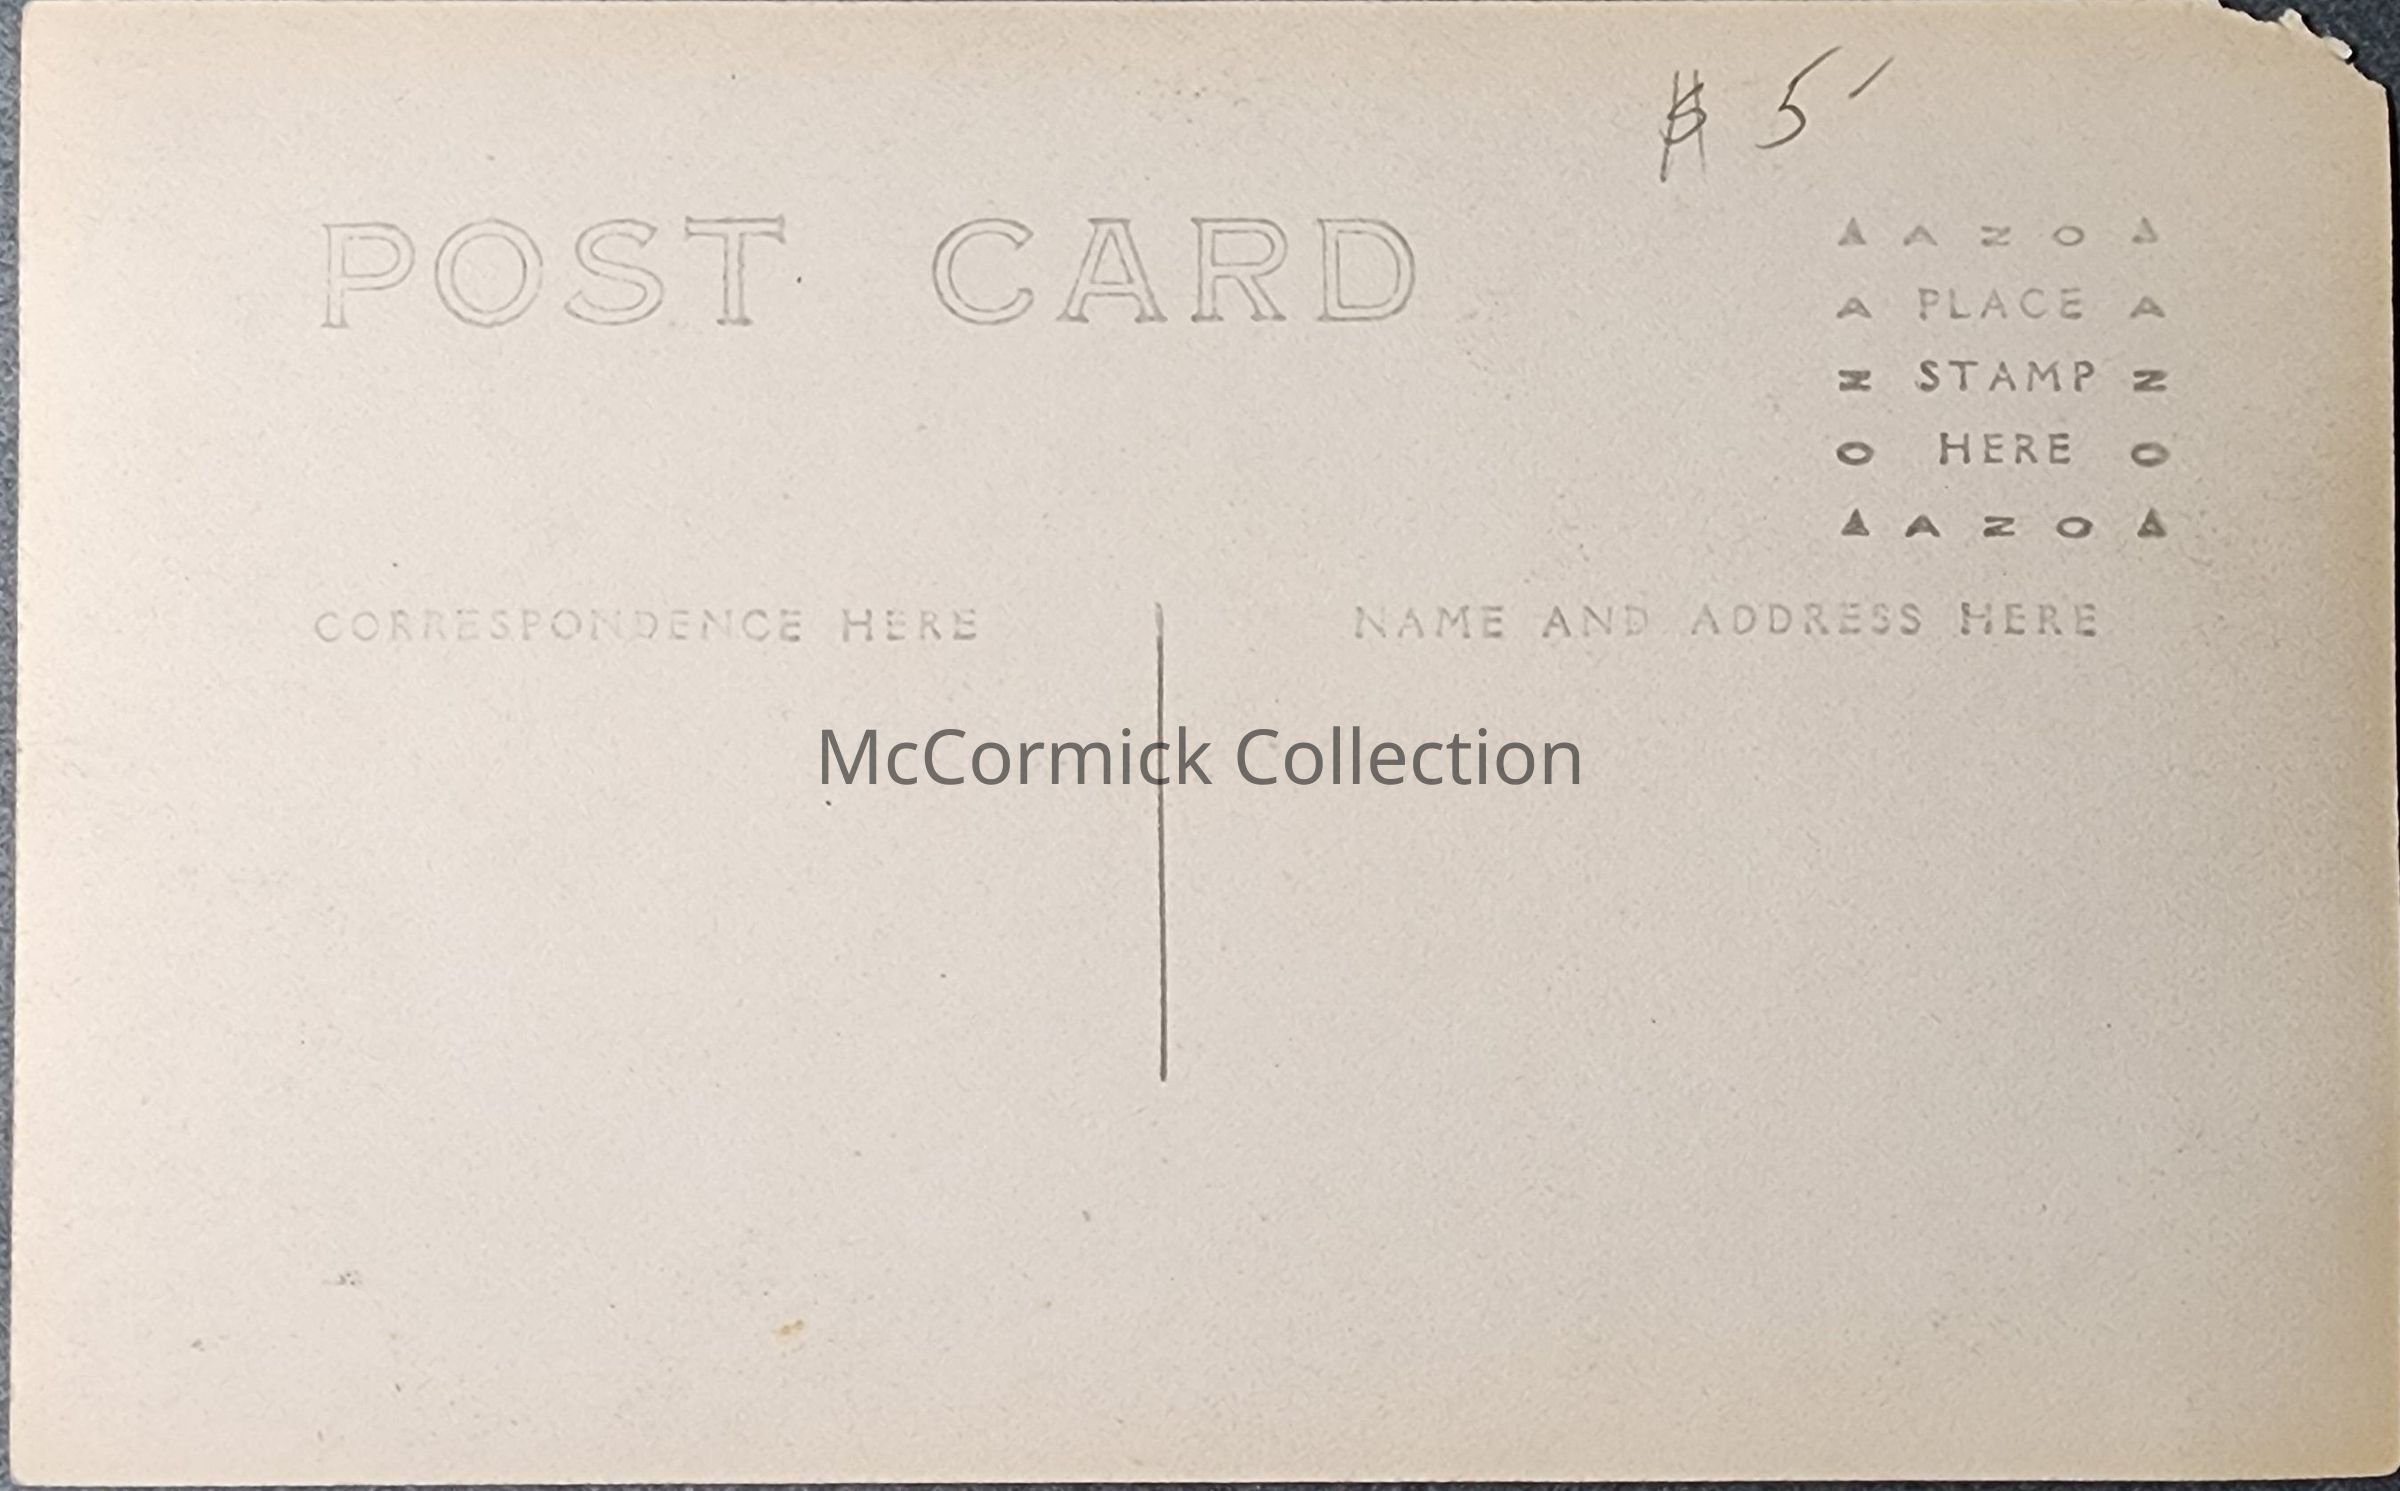 $ 5
POST CARD
AZO
A PLACE A
Z STAMP Z
O HERE O
AZO
CORRESPONDENCE HERE
NAME AND ADDRESS HERE
McCormick Collection